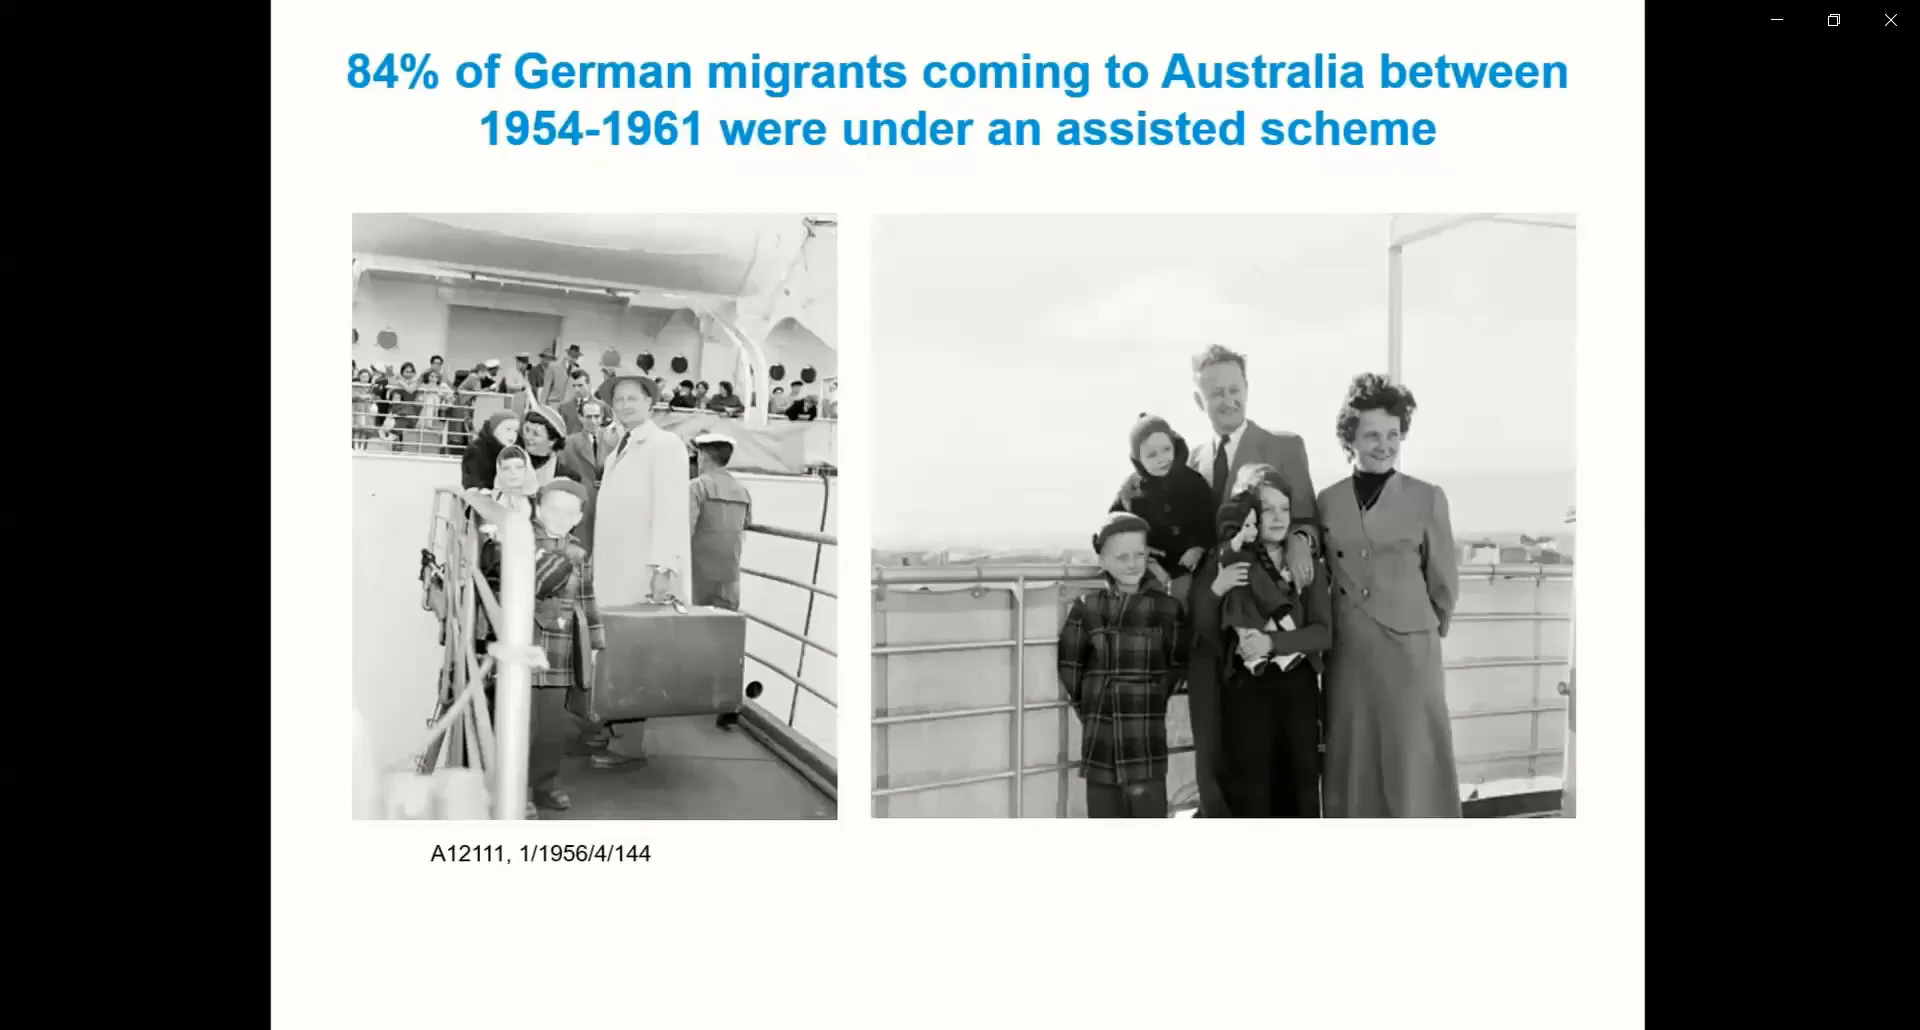 84% of German migrants coming to Australia between
1954-1961 were under an assisted scheme
A12111, 1/1956/4/144